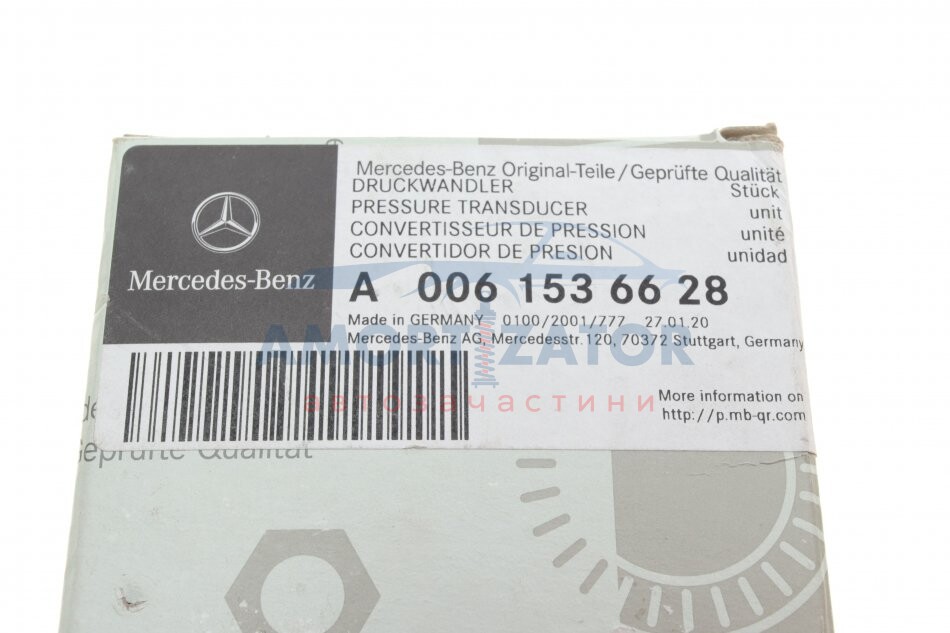 Mercedes-Benz Original-Teile/Geprüfte Qualität
DRUCKWANDLER Stück
PRESSURE TRANSDUCER unit
CONVERTISSEUR DE PRESSION unité
CONVERTIDOR DE PRESION unidad
Mercedes-Benz
A 006 153 66 28
Made in GERMANY 0100/2001/777 27.01.20
Mercedes-Benz AG, Mercedesstr.120, 70372 Stuttgart, Germany
AMORTIZATOR
автозапчастини
More information on
http://p.mb-qr.com
Geprüfte Qualität